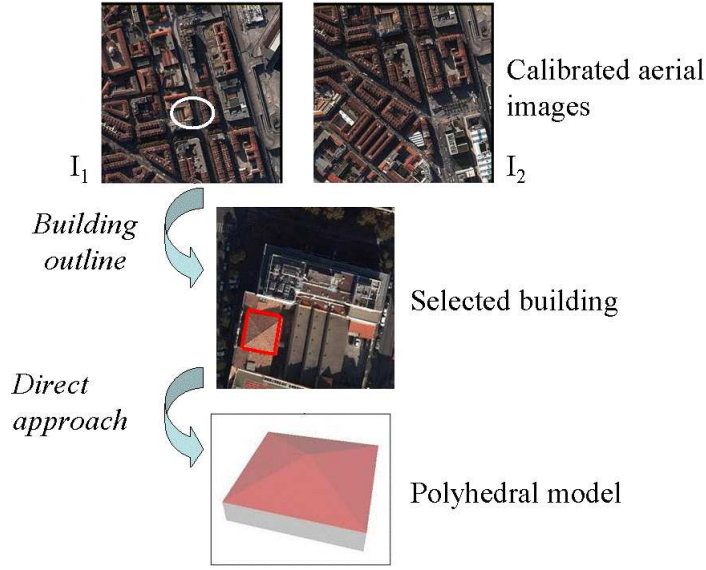 Calibrated aerial
images
I1
I2
Building
outline
Selected building
Direct
approach
Polyhedral model